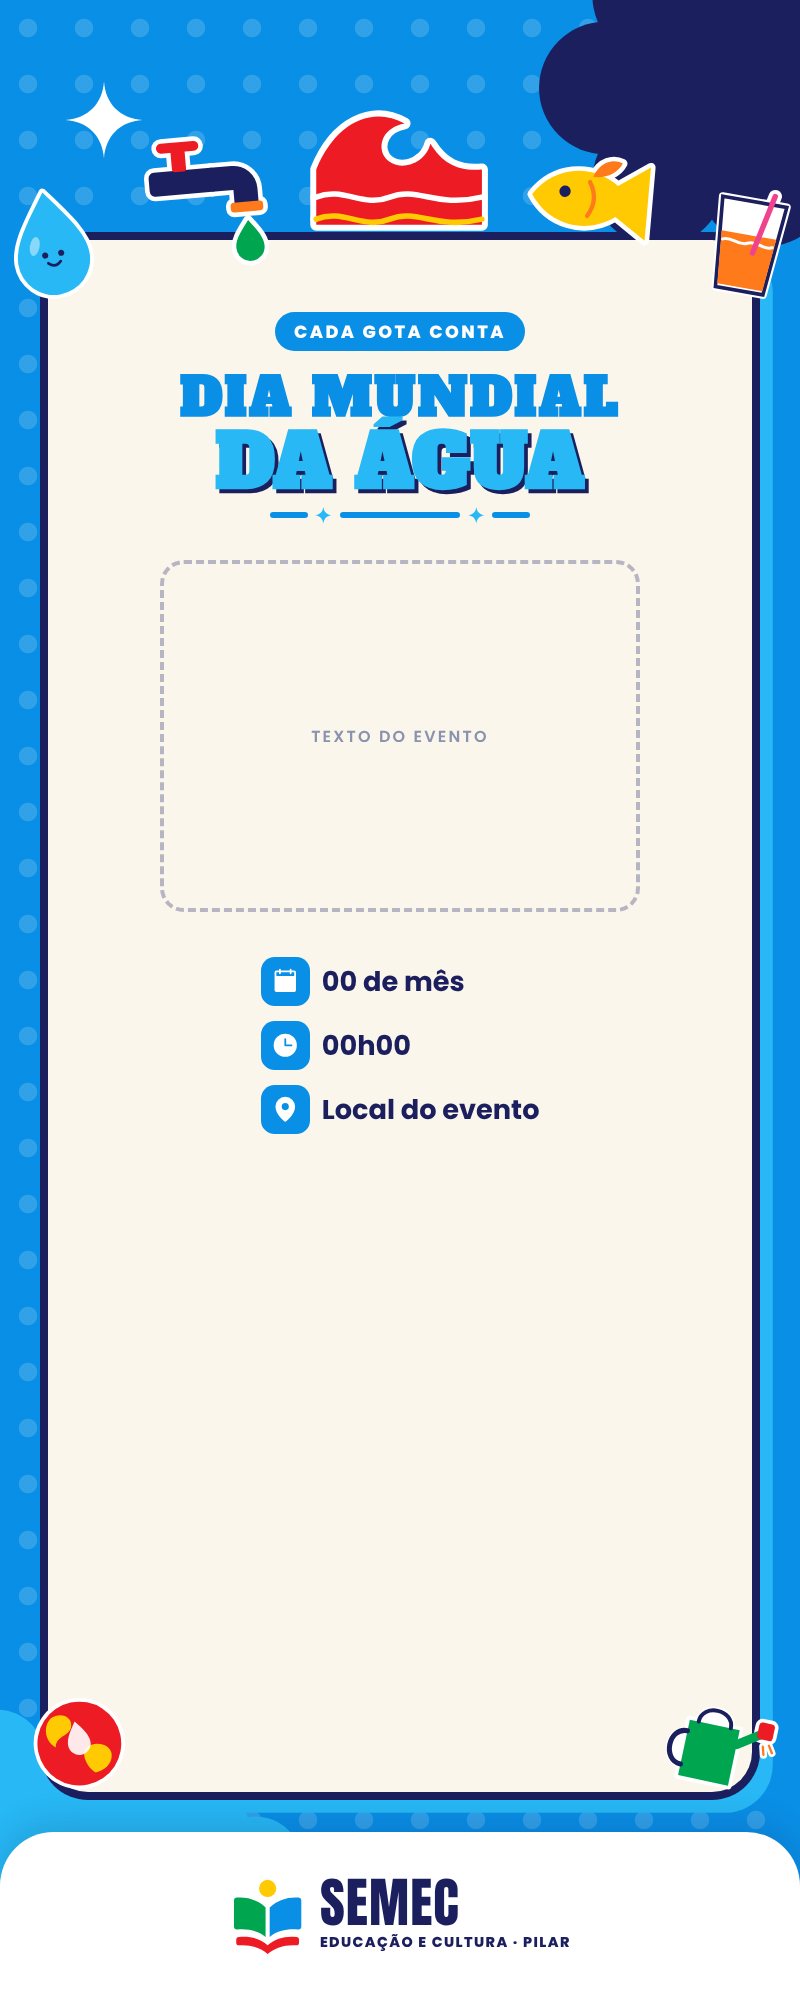 CADA GOTA CONTA
DIA MUNDIAL
DA ÁGUA
TEXTO DO EVENTO
00 de mês
00h00
Local do evento
SEMEC
EDUCAÇÃO E CULTURA · PILAR